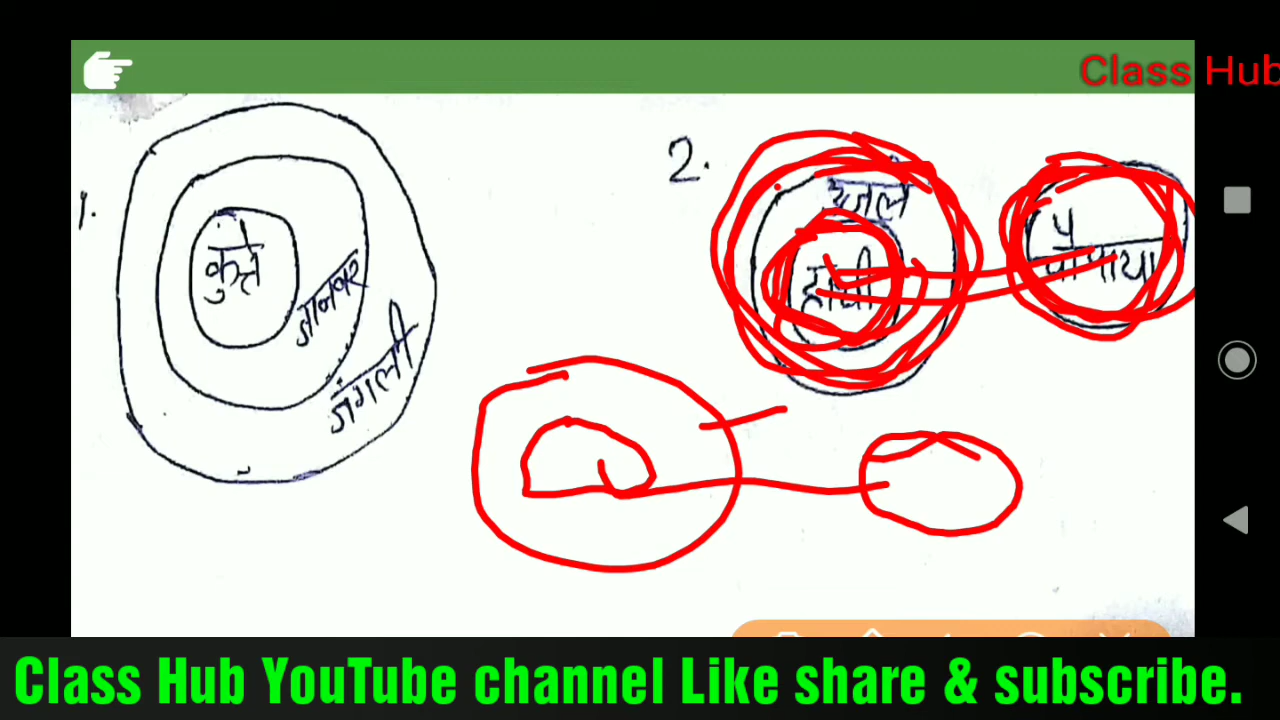 Class Hub
1.
कुत्ते
जानवर
जंगली
2.
हाथी
प
Class Hub YouTube channel Like share & subscribe.